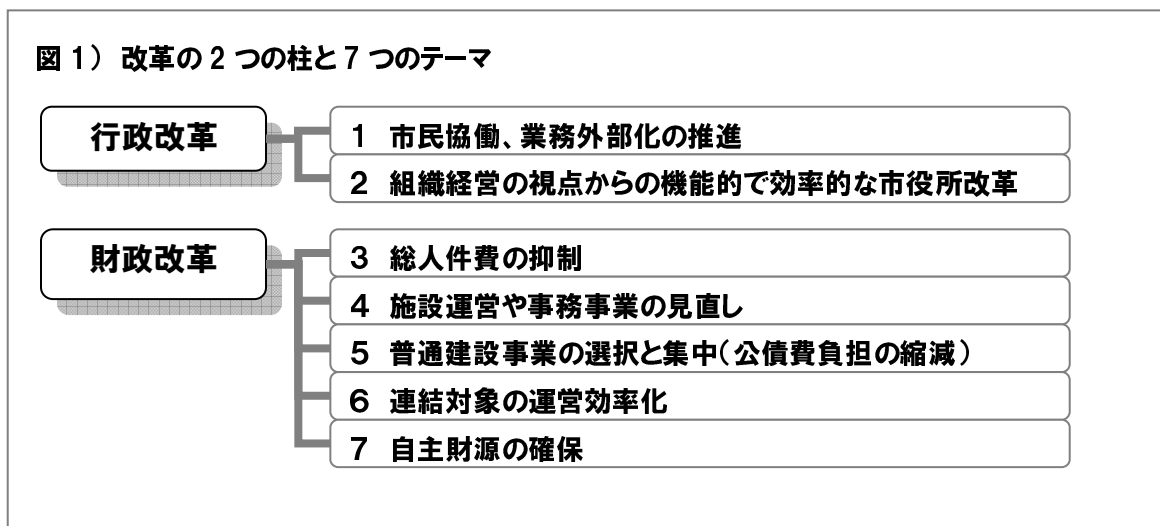 図１） 改革の２つの柱と７つのテーマ
行政改革
１ 市民協働、業務外部化の推進
２ 組織経営の視点からの機能的で効率的な市役所改革
財政改革
３ 総人件費の抑制
４ 施設運営や事務事業の見直し
５ 普通建設事業の選択と集中（公債費負担の縮減）
６ 連結対象の運営効率化
７ 自主財源の確保